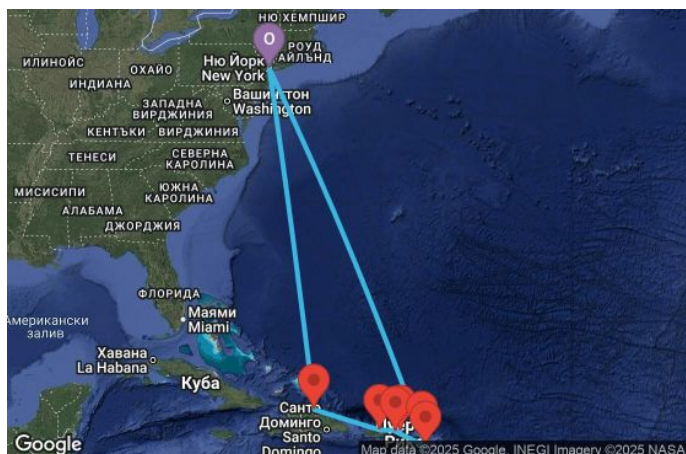 НЮ ХЕМПШИР
O
РОУД
АЙЛЪНД
Ню Йорк
New York
ИЛИНОЙС
ОХАЙО
ИНДИАНА
Вашингтон
Washington
ЗАПАДНА
ВИРДЖИНИЯ
КЕНТЪКИ
ВИРДЖИНИЯ
ТЕНЕСИ
СЕВЕРНА
КАРОЛИНА
МИСИСИПИ
ЮЖНА
КАРОЛИНА
АЛАБАМА
ДЖОРДЖИЯ
ФЛОРИДА
Маями
Miami
Американски
залив
Хавана
La Habana
Куба
Санто
Доминго
Santo
Domingo
Google
Map data ©2025 Google, INEGI Imagery ©2025 NASA